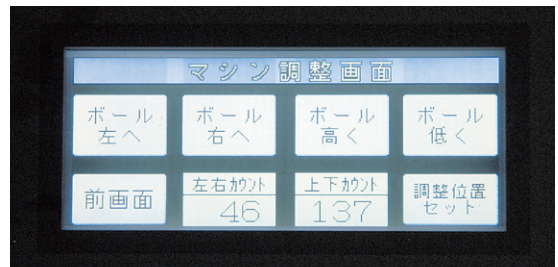 マシン調整画面
ボール
左へ
ボール
右へ
ボール
高く
ボール
低く
前画面
左右ｶｳﾝﾄ
46
上下ｶｳﾝﾄ
137
調整位置
セット